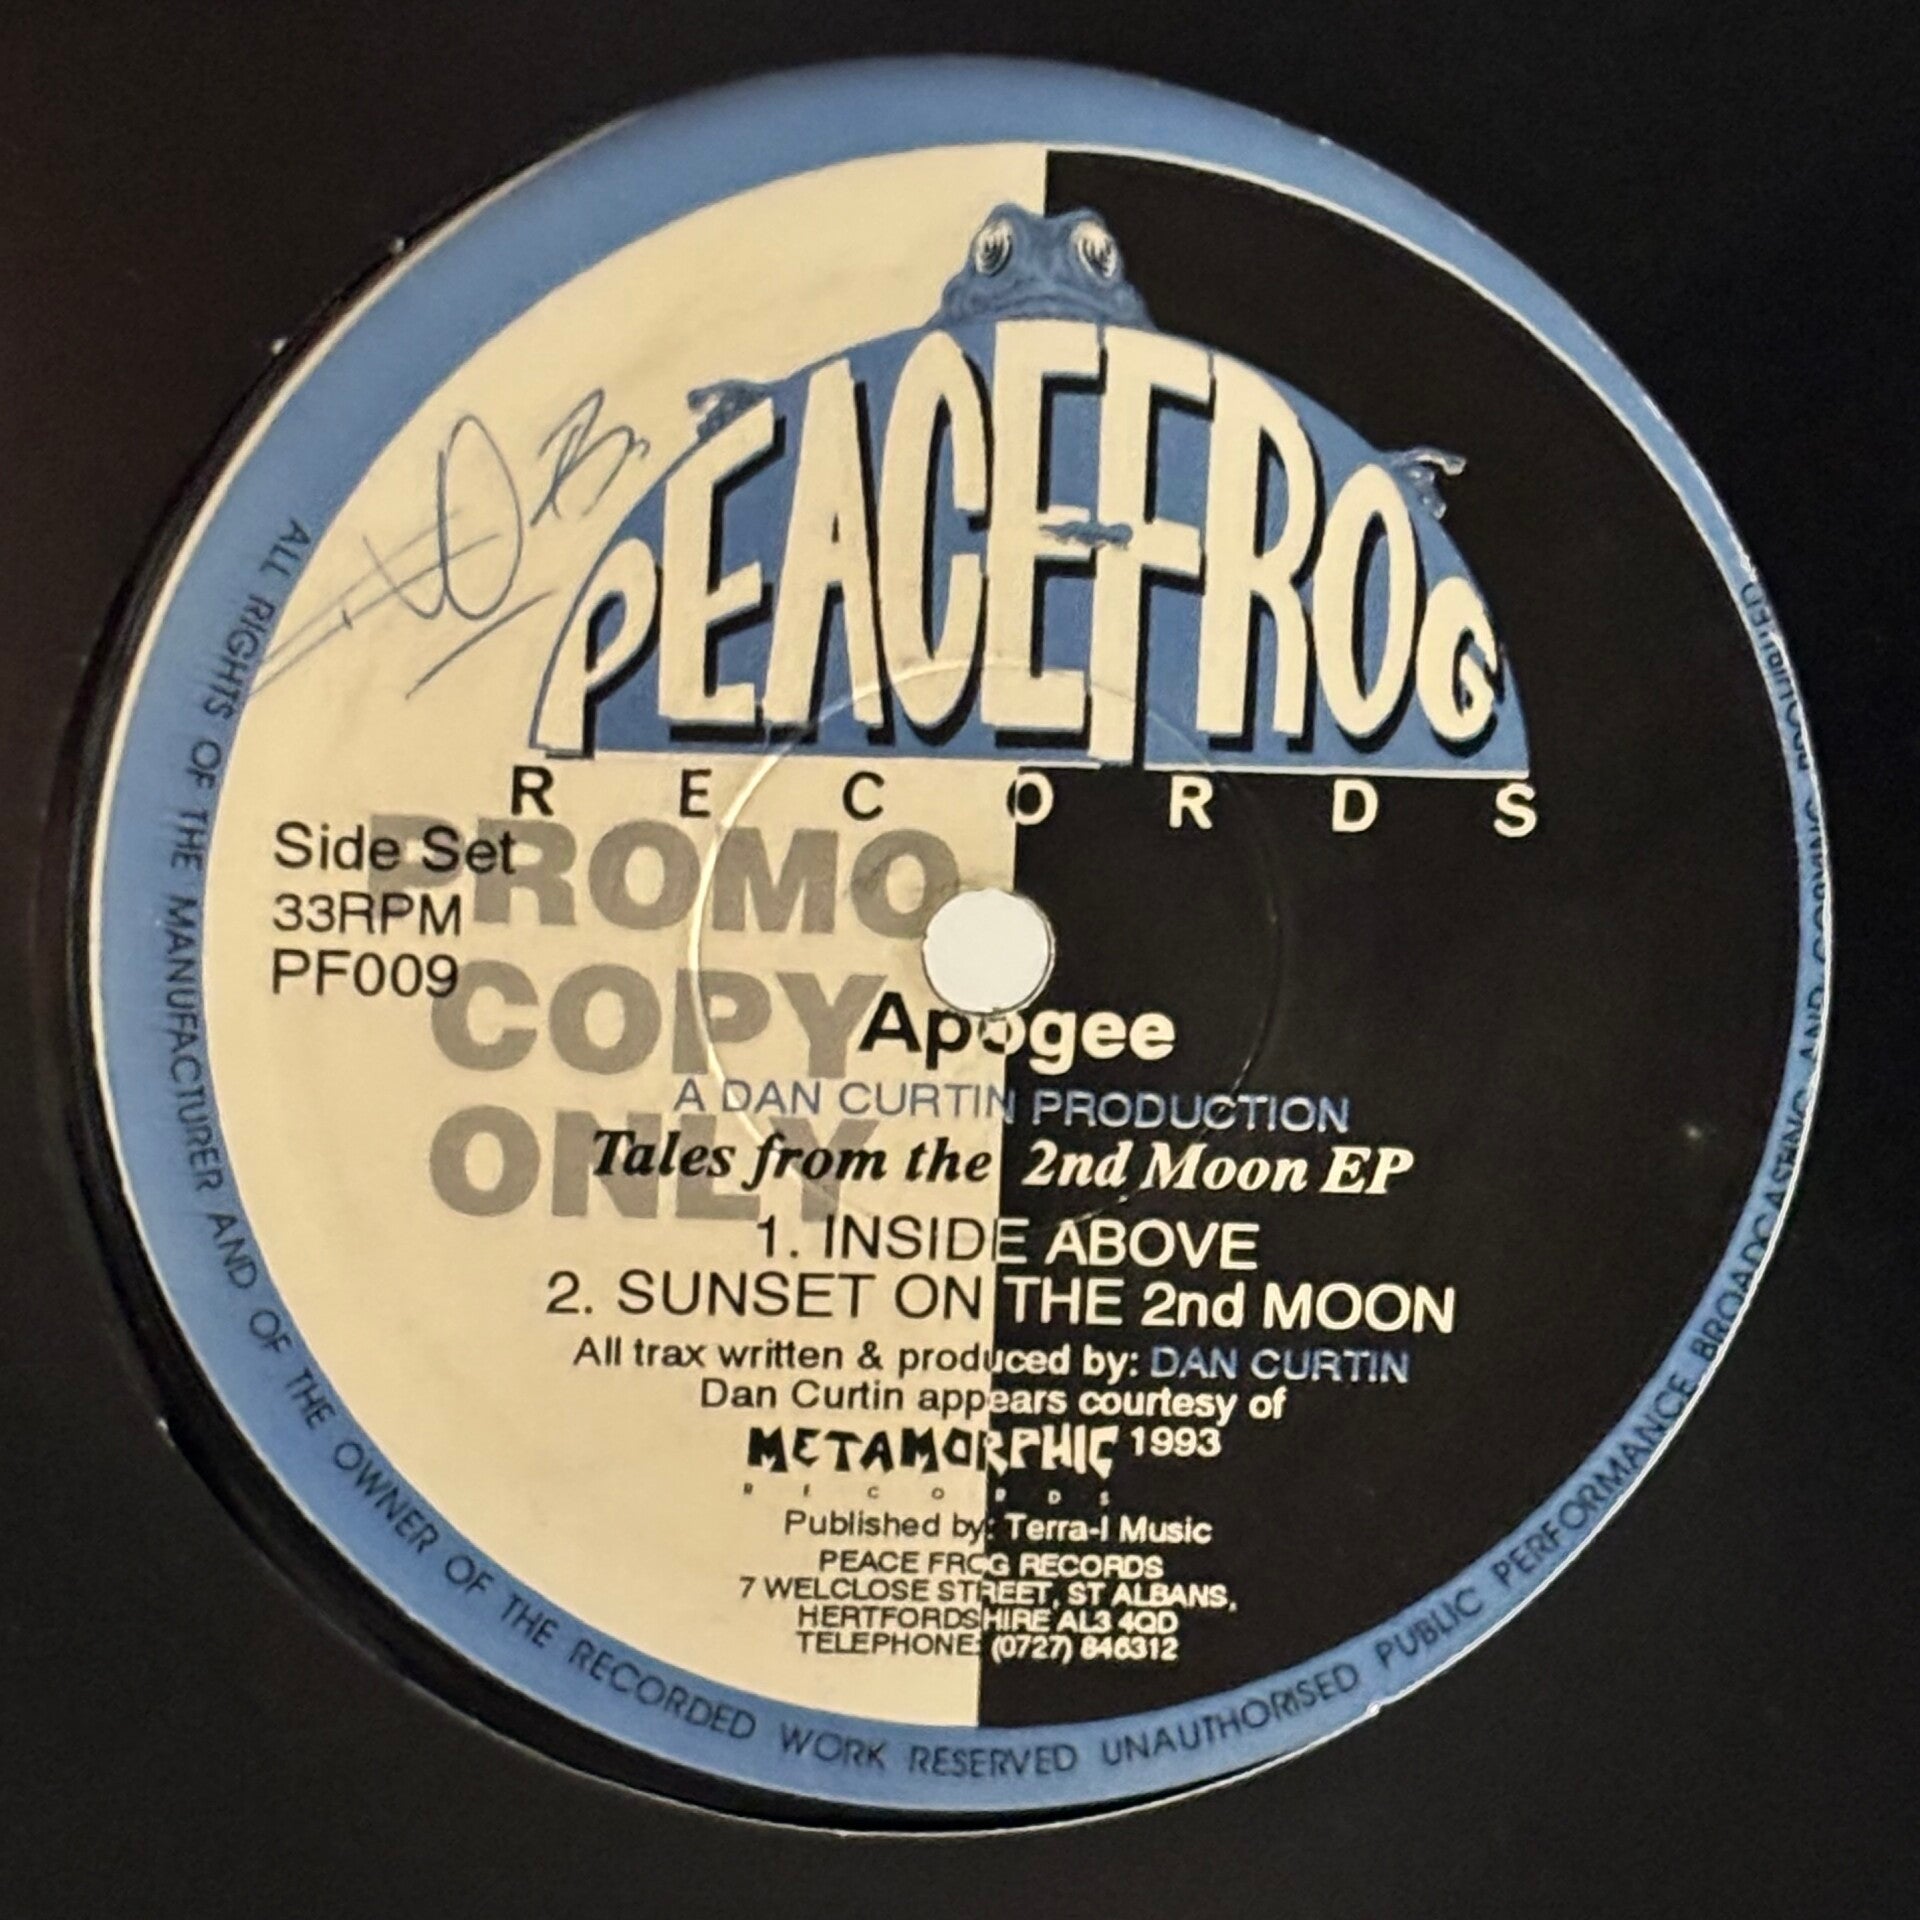 PEACEFROG
RECORDS
PROMO
COPY
ONLY
Side Set
33RPM
PF009
Apogee
A DAN CURTIN PRODUCTION
Tales from the 2nd Moon EP
1. INSIDE ABOVE
2. SUNSET ON THE 2nd MOON
All trax written & produced by: DAN CURTIN
Dan Curtin appears courtesy of
METAMORPHIC 1993
RECORDS
Published by: Terra-I Music
PEACE FROG RECORDS
7 WELCLOSE STREET, ST ALBANS,
HERTFORDSHIRE AL3 4QD
TELEPHONE: (0727) 846312
ALL RIGHTS OF THE MANUFACTURER AND OF THE OWNER OF THE RECORDED WORK RESERVED UNAUTHORISED PUBLIC PERFORMANCE BROADCASTING AND COPYING PROHIBITED